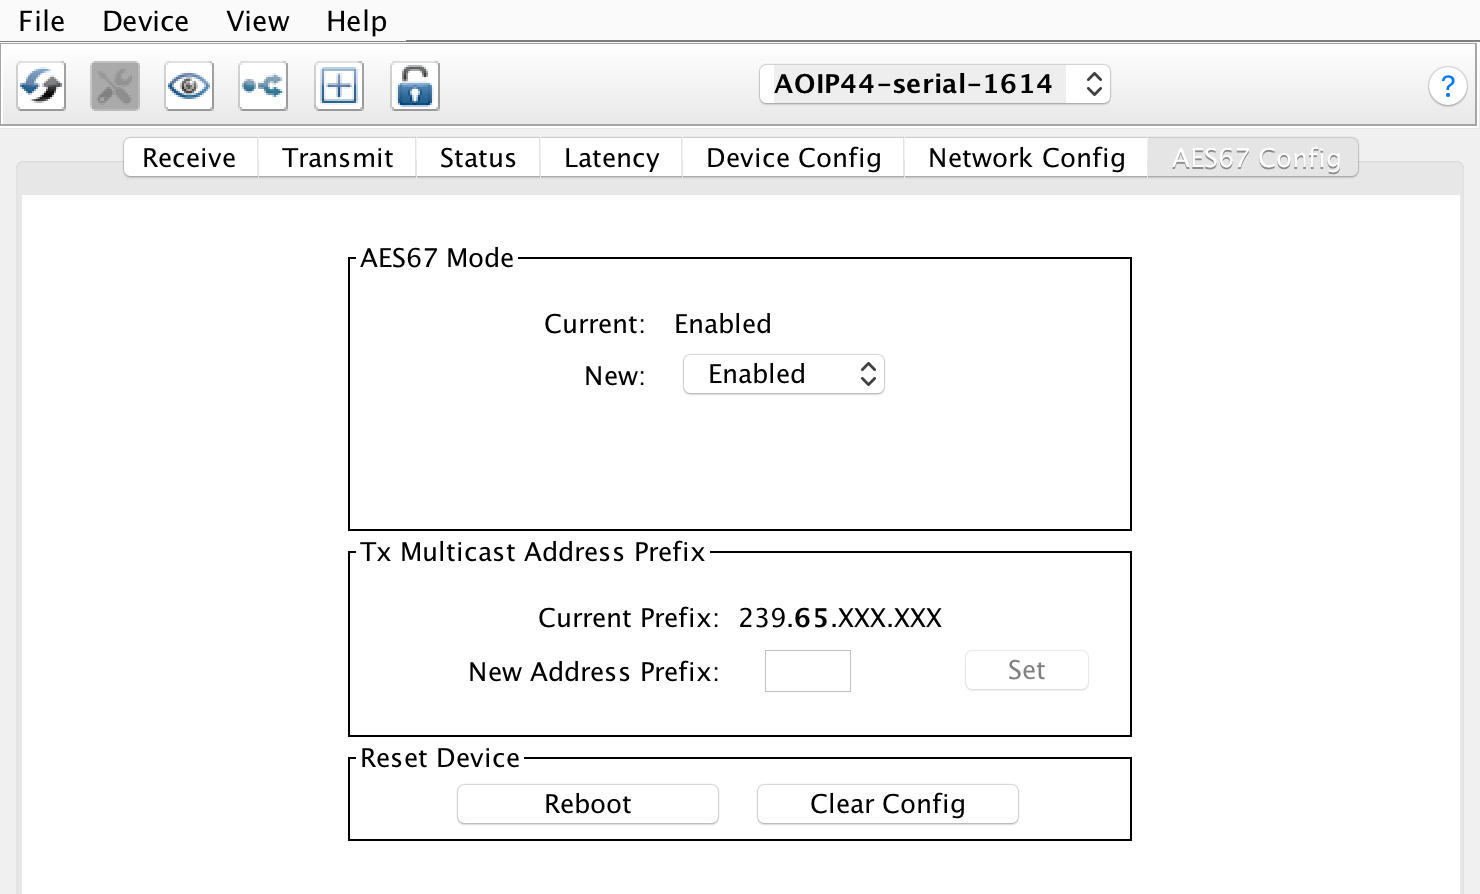 File Device View Help
AOIP44-serial-1614
?
Receive Transmit Status Latency Device Config Network Config AES67 Config
AES67 Mode
Current: Enabled
New: Enabled
Tx Multicast Address Prefix
Current Prefix: 239.65.XXX.XXX
New Address Prefix: Set
Reset Device
Reboot Clear Config